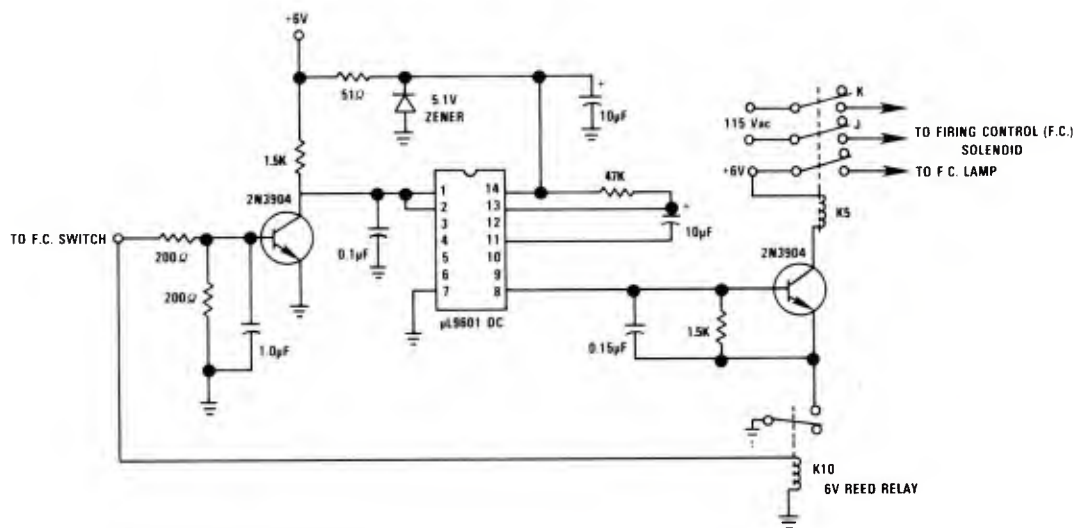 +6V
51Ω
5.1V
ZENER
10μF
K
115 Vac
J
TO FIRING CONTROL (F.C.)
SOLENOID
+6V
TO F.C. LAMP
1.5K
2N3904
1
2
3
4
5
6
7
14
13
12
11
10
9
8
47K
10μF
K5
TO F.C. SWITCH
200Ω
0.1μF
2N3904
200Ω
1.0μF
μL9601 DC
0.15μF
1.5K
K10
6V REED RELAY